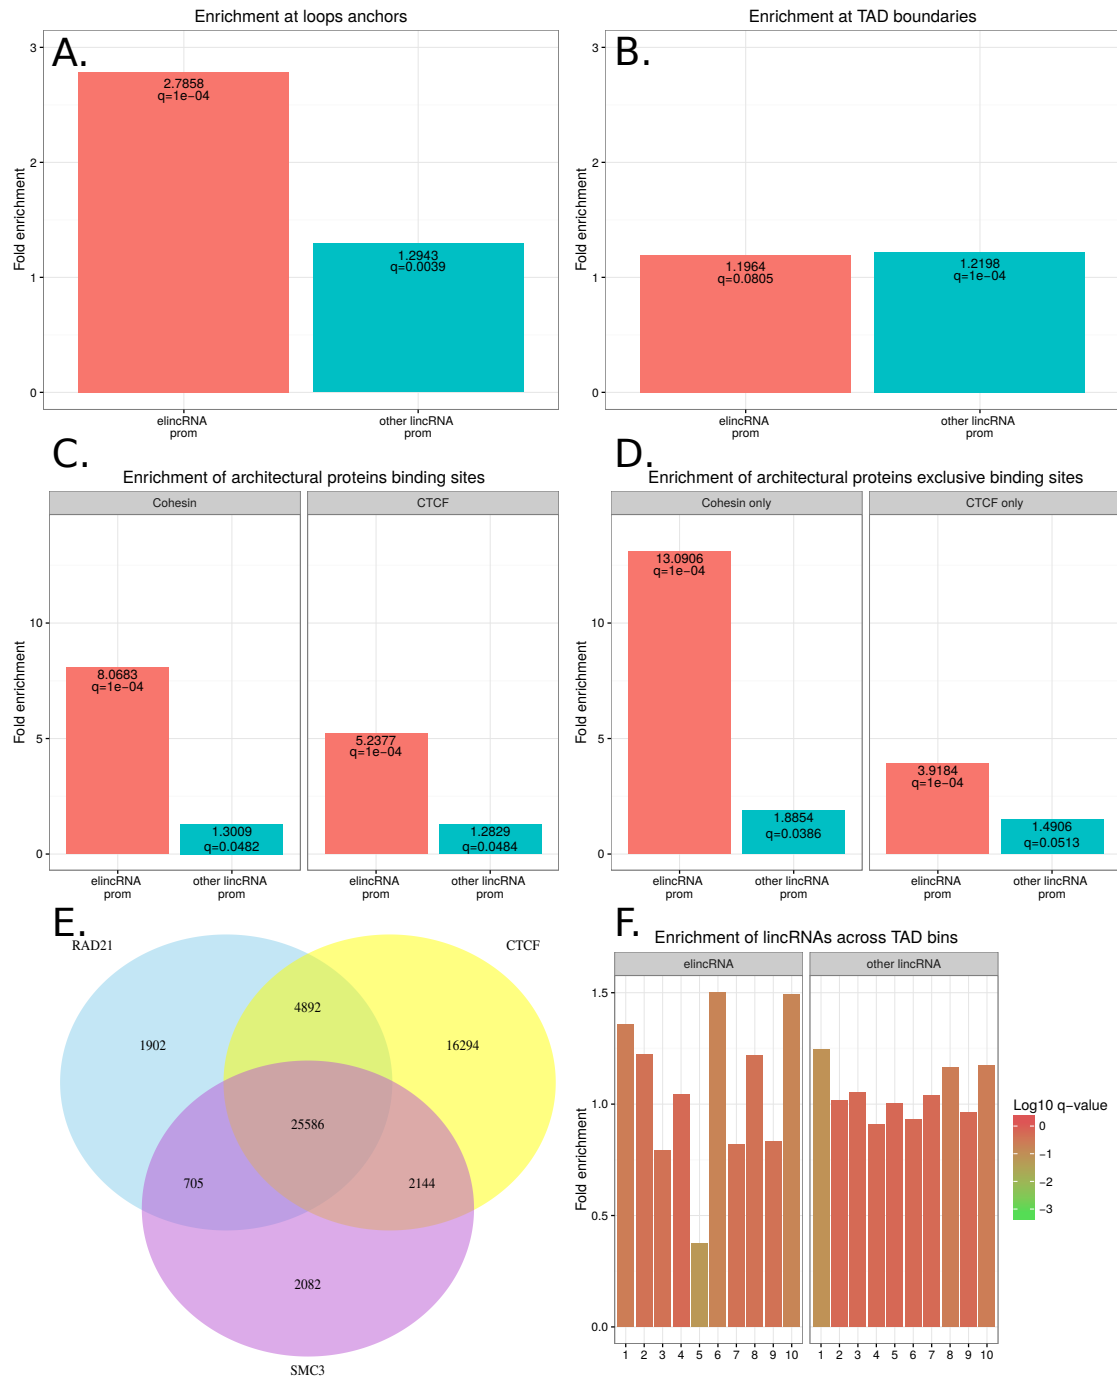 Enrichment at loops anchors
A.
3
2
1
0
Fold enrichment
2.7858
q=1e−04
1.2943
q=0.0039
elincRNA
prom
other lincRNA
prom
Enrichment at TAD boundaries
B.
3
2
1
0
Fold enrichment
1.1964
q=0.0805
1.2198
q=1e−04
elincRNA
prom
other lincRNA
prom
C.
Enrichment of architectural proteins binding sites
Cohesin
CTCF
10
5
0
Fold enrichment
8.0683
q=1e−04
1.3009
q=0.0482
5.2377
q=1e−04
1.2829
q=0.0484
elincRNA
prom
other lincRNA
prom
elincRNA
prom
other lincRNA
prom
D.
Enrichment of architectural proteins exclusive binding sites
Cohesin only
CTCF only
10
5
0
Fold enrichment
13.0906
q=1e−04
1.8854
q=0.0386
3.9184
q=1e−04
1.4906
q=0.0513
elincRNA
prom
other lincRNA
prom
elincRNA
prom
other lincRNA
prom
E.
RAD21
CTCF
4892
1902
16294
25586
705
2144
2082
SMC3
F.
Enrichment of lincRNAs across TAD bins
elincRNA
other lincRNA
1.5
1.0
0.5
0.0
Fold enrichment
1 2 3 4 5 6 7 8 9 10
1 2 3 4 5 6 7 8 9 10
Log10 q−value
0
−1
−2
−3